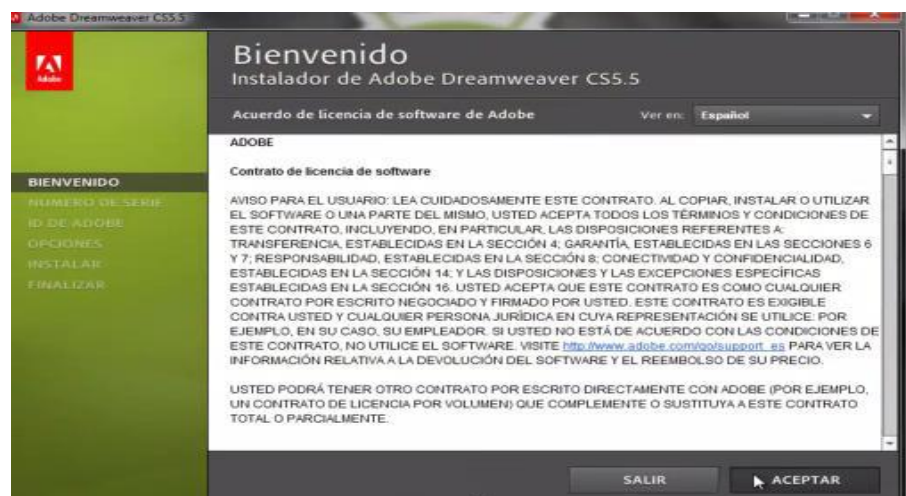 Adobe Dreamweaver CS5.5
Adobe
Bienvenido
Instalador de Adobe Dreamweaver CS5.5
Acuerdo de licencia de software de Adobe
Ver en:
Español
BIENVENIDO
NUMERO DE SERIE
ID DE ADOBE
OPCIONES
INSTALAR
FINALIZAR
ADOBE
Contrato de licencia de software
AVISO PARA EL USUARIO: LEA CUIDADOSAMENTE ESTE CONTRATO. AL COPIAR, INSTALAR O UTILIZAR
EL SOFTWARE O UNA PARTE DEL MISMO, USTED ACEPTA TODOS LOS TÉRMINOS Y CONDICIONES DE
ESTE CONTRATO, INCLUYENDO, EN PARTICULAR, LAS DISPOSICIONES REFERENTES A:
TRANSFERENCIA, ESTABLECIDAS EN LA SECCIÓN 4; GARANTÍA, ESTABLECIDAS EN LAS SECCIONES 6
Y 7; RESPONSABILIDAD, ESTABLECIDAS EN LA SECCIÓN 8; CONECTIVIDAD Y CONFIDENCIALIDAD,
ESTABLECIDAS EN LA SECCIÓN 14; Y LAS DISPOSICIONES Y LAS EXCEPCIONES ESPECÍFICAS
ESTABLECIDAS EN LA SECCIÓN 16. USTED ACEPTA QUE ESTE CONTRATO ES COMO CUALQUIER
CONTRATO POR ESCRITO NEGOCIADO Y FIRMADO POR USTED. ESTE CONTRATO ES EXIGIBLE
CONTRA USTED Y CUALQUIER PERSONA JURÍDICA EN CUYA REPRESENTACIÓN SE UTILICE: POR
EJEMPLO, EN SU CASO, SU EMPLEADOR. SI USTED NO ESTÁ DE ACUERDO CON LAS CONDICIONES DE
ESTE CONTRATO, NO UTILICE EL SOFTWARE. VISITE http://www.adobe.com/go/support_es PARA VER LA
INFORMACIÓN RELATIVA A LA DEVOLUCIÓN DEL SOFTWARE Y EL REEMBOLSO DE SU PRECIO.
USTED PODRÁ TENER OTRO CONTRATO POR ESCRITO DIRECTAMENTE CON ADOBE (POR EJEMPLO,
UN CONTRATO DE LICENCIA POR VOLUMEN) QUE COMPLEMENTE O SUSTITUYA A ESTE CONTRATO
TOTAL O PARCIALMENTE.
SALIR
ACEPTAR